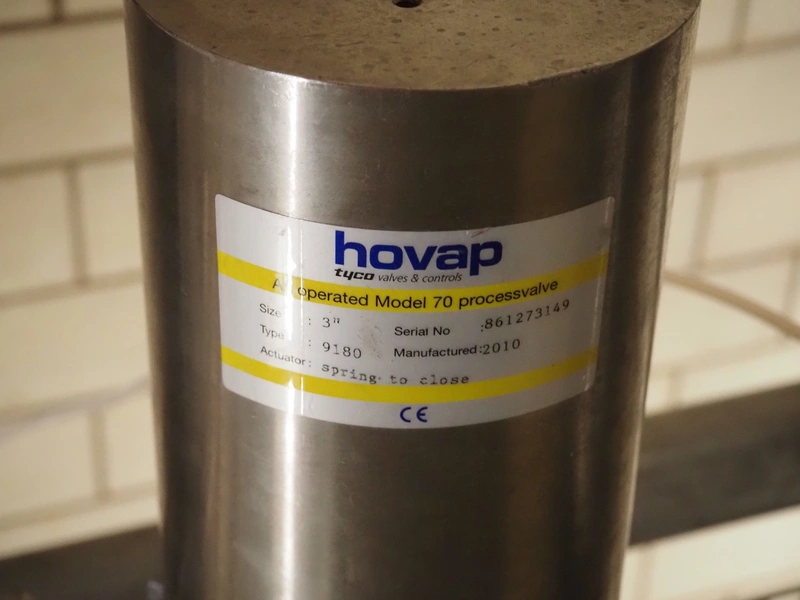 hovap
tyco valves & controls
Air operated Model 70 processvalve
Size : 3"
Serial No :861273149
Type : 9180
Manufactured:2010
Actuator: spring to close
CE